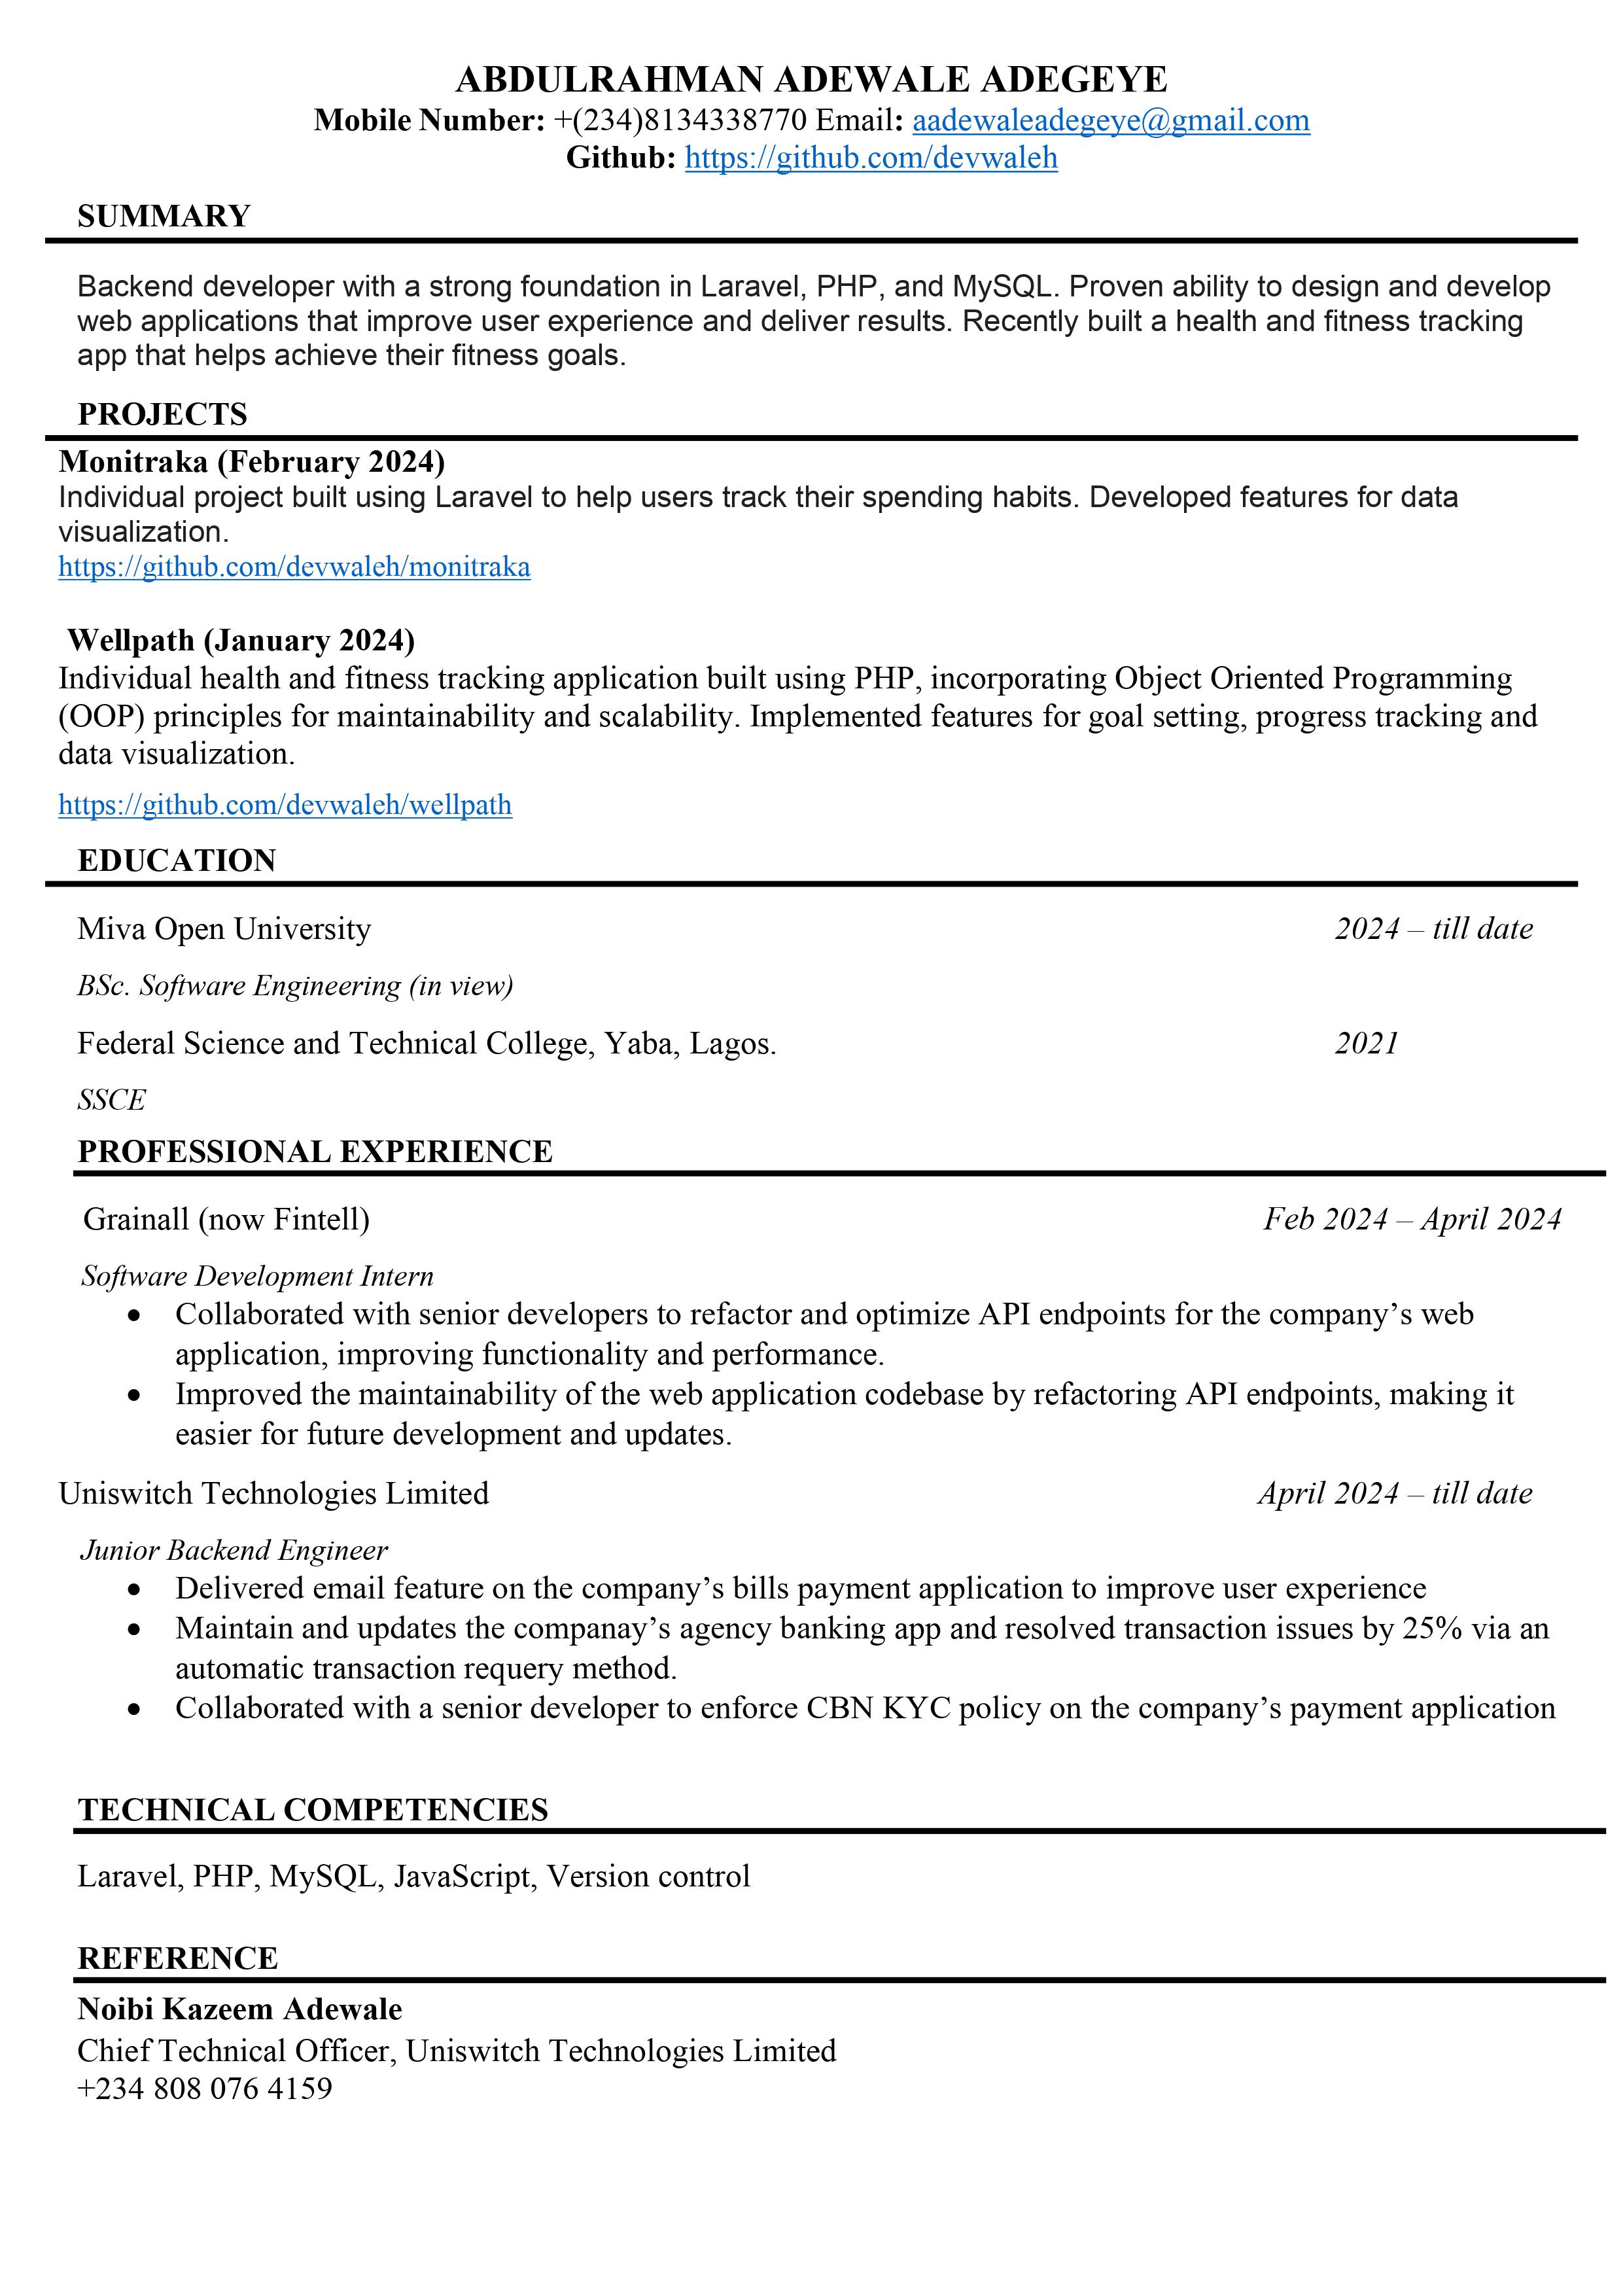 ABDULRAHMAN ADEWALE ADEGEYE
Mobile Number: +(234)8134338770 Email: aadewaleadegeye@gmail.com
Github: https://github.com/devwaleh
SUMMARY
Backend developer with a strong foundation in Laravel, PHP, and MySQL. Proven ability to design and develop
web applications that improve user experience and deliver results. Recently built a health and fitness tracking
app that helps achieve their fitness goals.
PROJECTS
Monitraka (February 2024)
Individual project built using Laravel to help users track their spending habits. Developed features for data
visualization.
https://github.com/devwaleh/monitraka
Wellpath (January 2024)
Individual health and fitness tracking application built using PHP, incorporating Object Oriented Programming
(OOP) principles for maintainability and scalability. Implemented features for goal setting, progress tracking and
data visualization.
https://github.com/devwaleh/wellpath
EDUCATION
Miva Open University 2024 – till date
BSc. Software Engineering (in view)
Federal Science and Technical College, Yaba, Lagos. 2021
SSCE
PROFESSIONAL EXPERIENCE
Grainall (now Fintell) Feb 2024 – April 2024
Software Development Intern
• Collaborated with senior developers to refactor and optimize API endpoints for the company’s web
application, improving functionality and performance.
• Improved the maintainability of the web application codebase by refactoring API endpoints, making it
easier for future development and updates.
Uniswitch Technologies Limited April 2024 – till date
Junior Backend Engineer
• Delivered email feature on the company’s bills payment application to improve user experience
• Maintain and updates the companay’s agency banking app and resolved transaction issues by 25% via an
automatic transaction requery method.
• Collaborated with a senior developer to enforce CBN KYC policy on the company’s payment application
TECHNICAL COMPETENCIES
Laravel, PHP, MySQL, JavaScript, Version control
REFERENCE
Noibi Kazeem Adewale
Chief Technical Officer, Uniswitch Technologies Limited
+234 808 076 4159